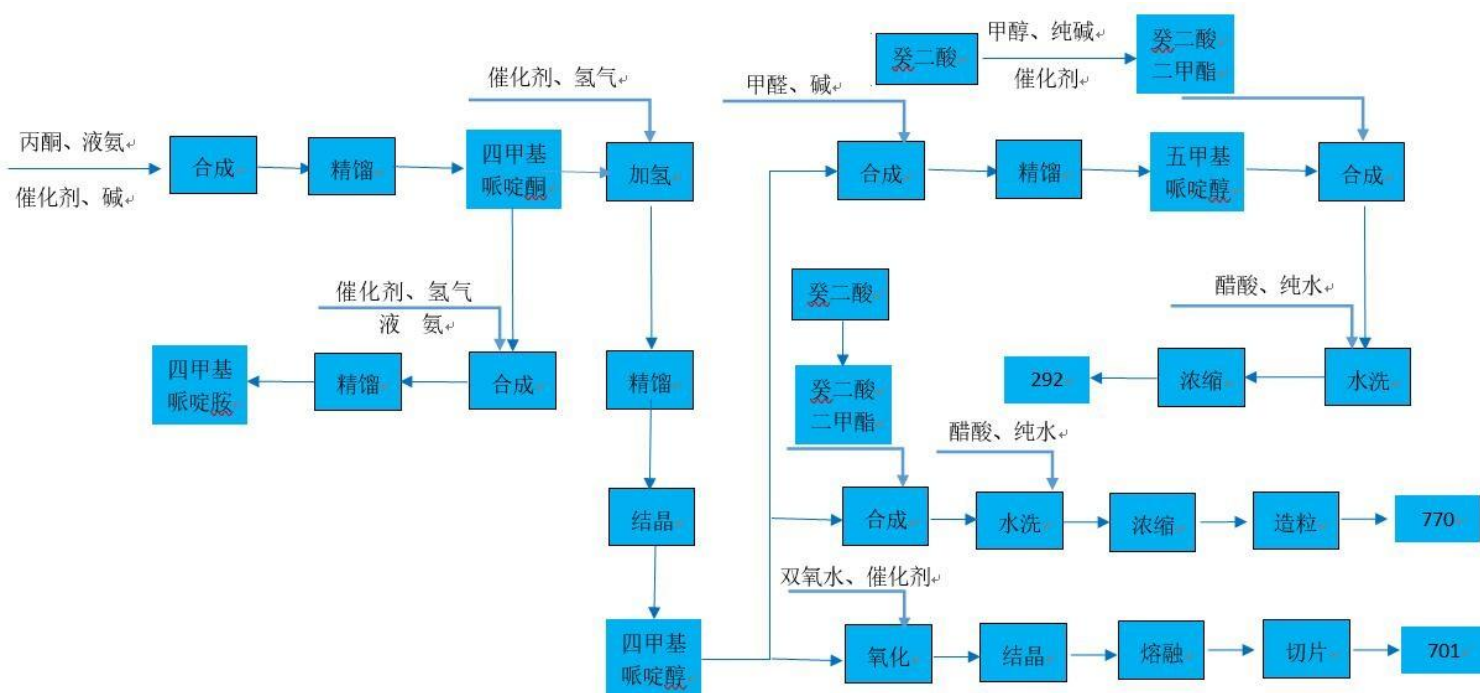 丙酮、液氨
催化剂、碱
合成
精馏
四甲基
哌啶酮
催化剂、氢气
加氢
催化剂、氢气
液 氨
合成
精馏
四甲基
哌啶胺
精馏
结晶
四甲基
哌啶醇
甲醛、碱
合成
精馏
五甲基
哌啶醇
癸二酸
甲醇、纯碱
催化剂
癸二酸
二甲酯
合成
醋酸、纯水
水洗
浓缩
292
癸二酸
癸二酸
二甲酯
合成
醋酸、纯水
水洗
浓缩
造粒
770
双氧水、催化剂
氧化
结晶
熔融
切片
701